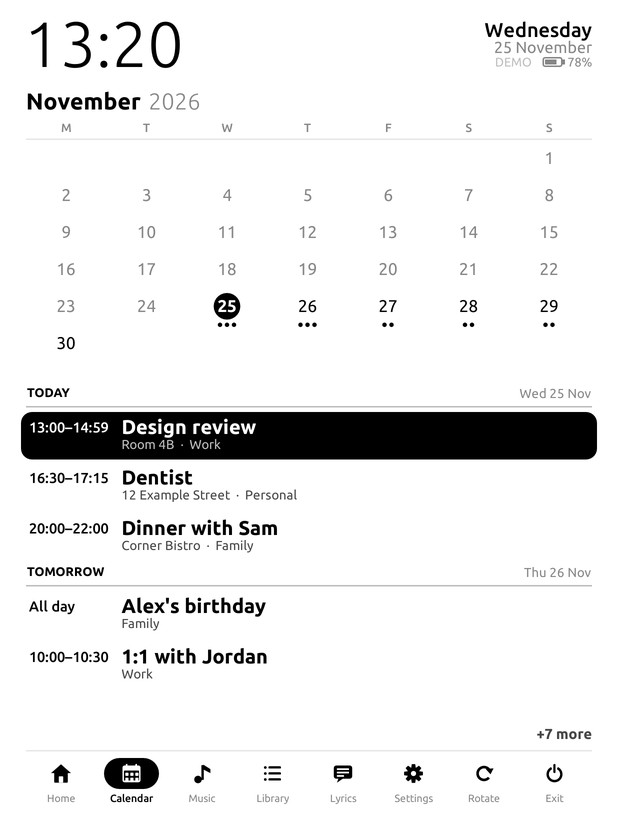 13:20
Wednesday
25 November
DEMO 78%
November 2026
M T W T F S S
1
2 3 4 5 6 7 8
9 10 11 12 13 14 15
16 17 18 19 20 21 22
23 24 25 26 27 28 29
30
TODAY Wed 25 Nov
13:00–14:59 Design review
Room 4B · Work
16:30–17:15 Dentist
12 Example Street · Personal
20:00–22:00 Dinner with Sam
Corner Bistro · Family
TOMORROW Thu 26 Nov
All day Alex's birthday
Family
10:00–10:30 1:1 with Jordan
Work
+7 more
Home Calendar Music Library Lyrics Settings Rotate Exit